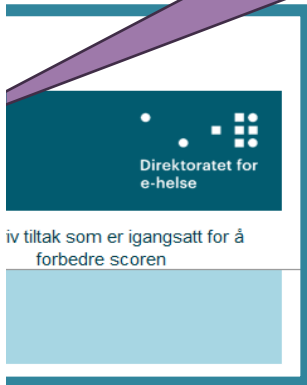 Direktoratet for
e-helse
iv tiltak som er igangsatt for å
forbedre scoren